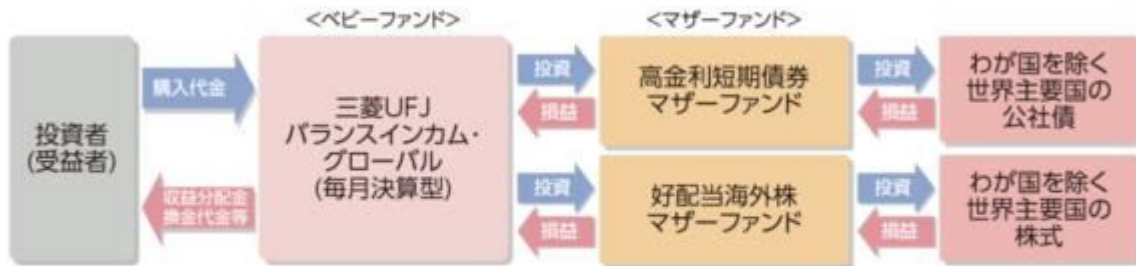 <ベビーファンド>
<マザーファンド>
投資者
(受益者)
購入代金
収益分配金
換金代金等
三菱UFJ
バランスインカム・
グローバル
(毎月決算型)
投資
損益
高金利短期債券
マザーファンド
投資
損益
わが国を除く
世界主要国の
公社債
投資
損益
好配当海外株
マザーファンド
投資
損益
わが国を除く
世界主要国の
株式